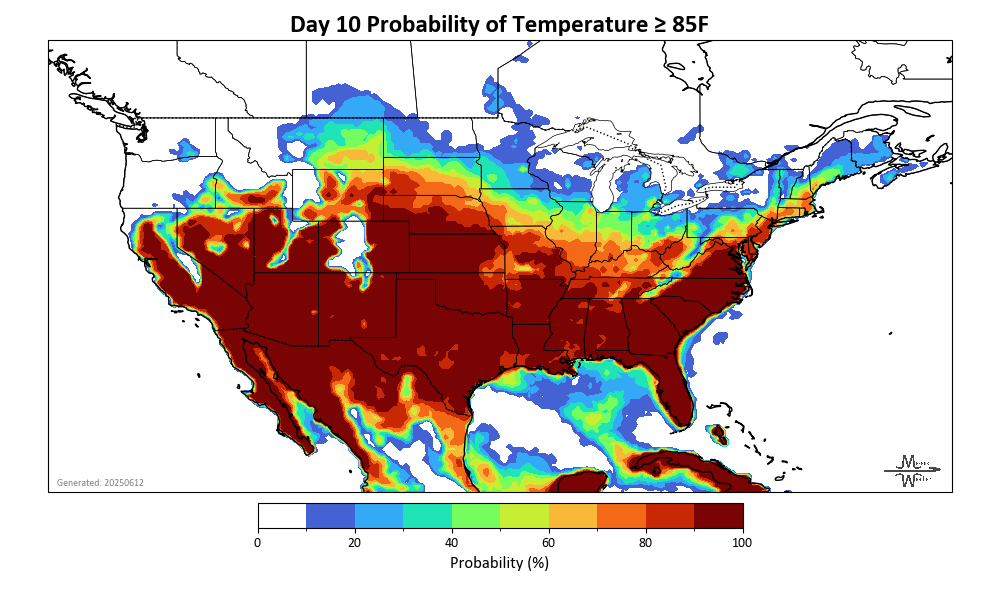 Day 10 Probability of Temperature ≥ 85F
Generated: 20250612
0 20 40 60 80 100
Probability (%)